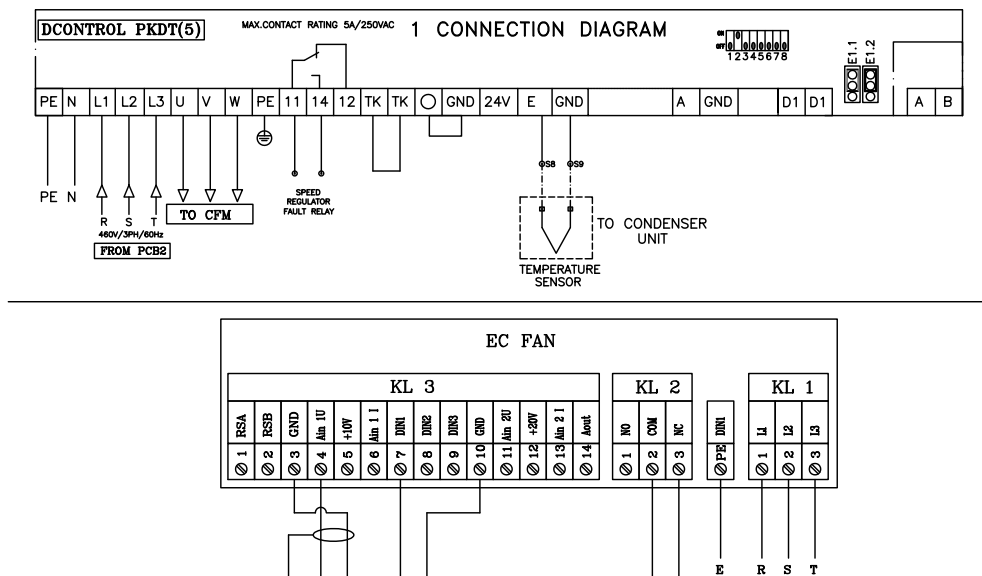 DCONTROL PKDT(5) MAX.CONTACT RATING 5A/250VAC 1 CONNECTION DIAGRAM
ON
OFF
12345678
E1.1
E1.2
PE N L1 L2 L3 U V W PE 11 14 12 TK TK GND 24V E GND A GND D1 D1 A B
S8 S9
PE N
R S T
460V/3PH/60Hz
FROM PCB2
TO CFM
SPEED
REGULATOR
FAULT RELAY
TO CONDENSER
UNIT
TEMPERATURE
SENSOR
EC FAN
KL 3 KL 2 KL 1
RSA RSB GND Ain 1U +10V Ain 1 I DIN1 DIN2 DIN3 GND Ain 2U +20V Ain 2 I Aout NO COM NC DIN1 L1 L2 L3
1 2 3 4 5 6 7 8 9 10 11 12 13 14 1 2 3 PE 1 2 3
E R S T